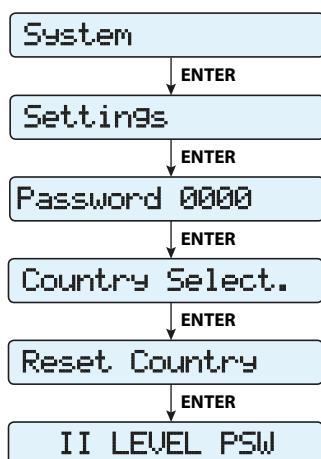 System
ENTER
Settings
ENTER
Password 0000
ENTER
Country Select.
ENTER
Reset Country
ENTER
II LEVEL PSW